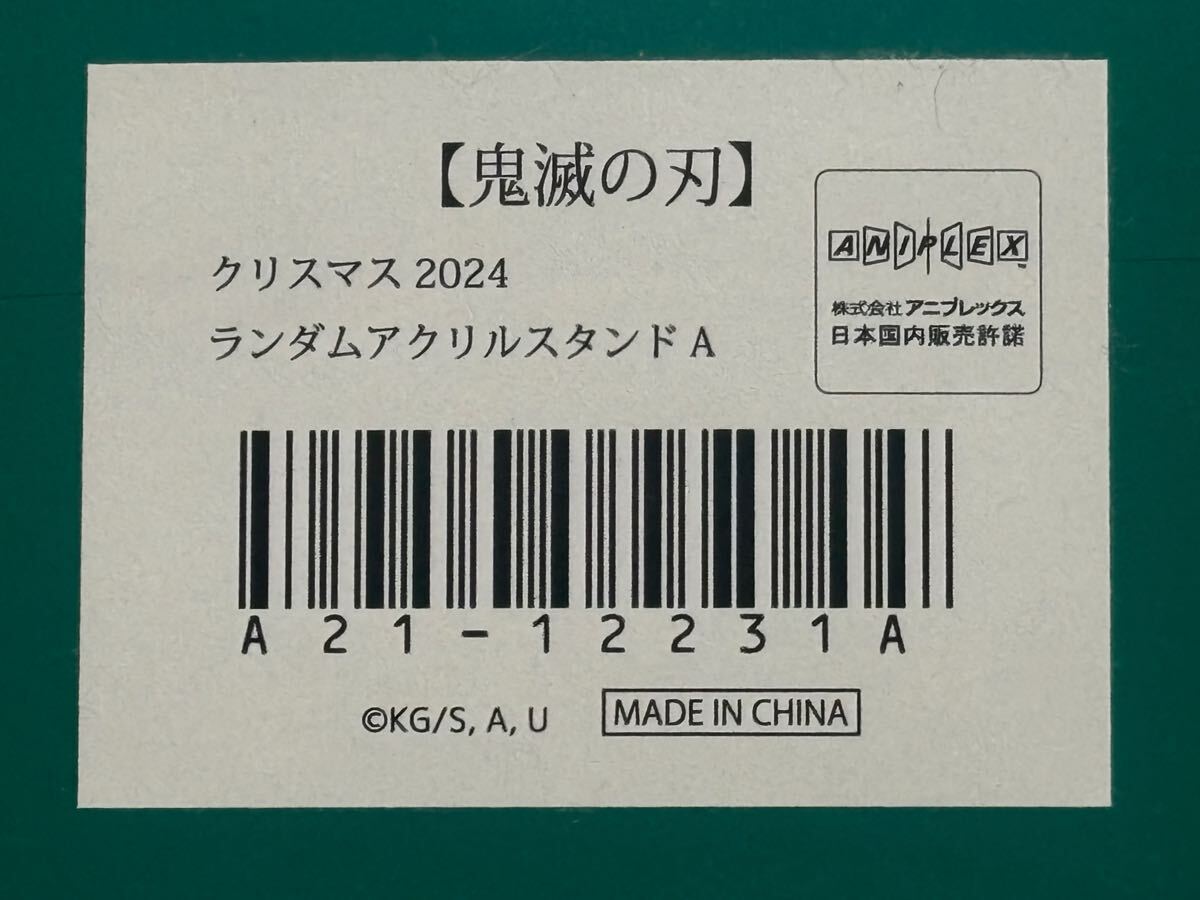 【鬼滅の刃】
クリスマス 2024
ランダムアクリルスタンド A
ANIPLEX™
株式会社 アニプレックス
日本国内販売許諾
A21-12231A
©KG/S, A, U
MADE IN CHINA